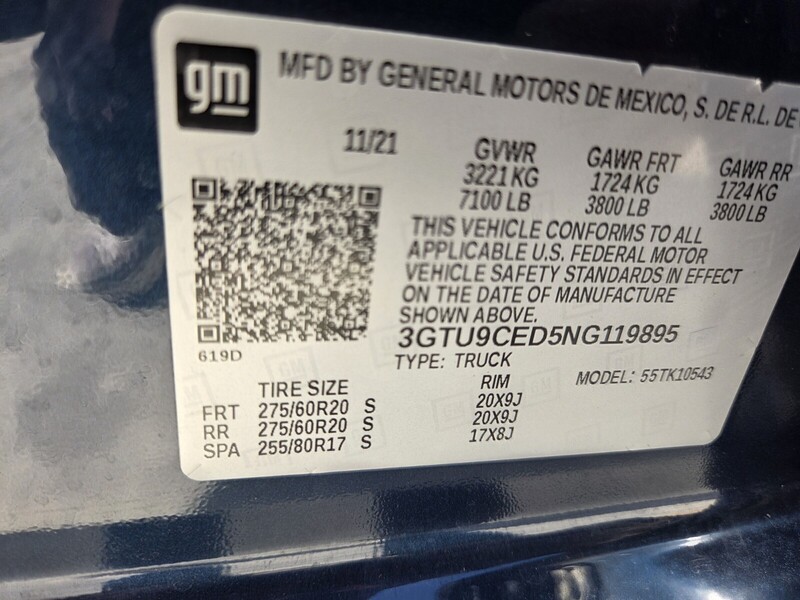 gm
MFD BY GENERAL MOTORS DE MEXICO, S. DE R.L. DE
11/21 GVWR GAWR FRT GAWR RR
3221 KG 1724 KG 1724 KG
7100 LB 3800 LB 3800 LB
THIS VEHICLE CONFORMS TO ALL
APPLICABLE U.S. FEDERAL MOTOR
VEHICLE SAFETY STANDARDS IN EFFECT
ON THE DATE OF MANUFACTURE
SHOWN ABOVE.
3GTU9CED5NG119895
619D
TYPE: TRUCK MODEL: 55TK10543
TIRE SIZE RIM
FRT 275/60R20 S 20X9J
RR 275/60R20 S 20X9J
SPA 255/80R17 S 17X8J